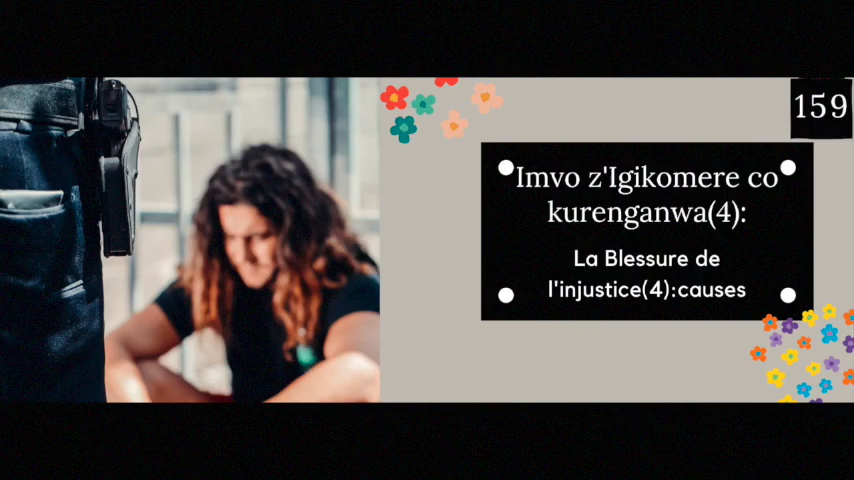 159
Imvo z'Igikomere co
kurenganwa(4):
La Blessure de
l'injustice(4):causes